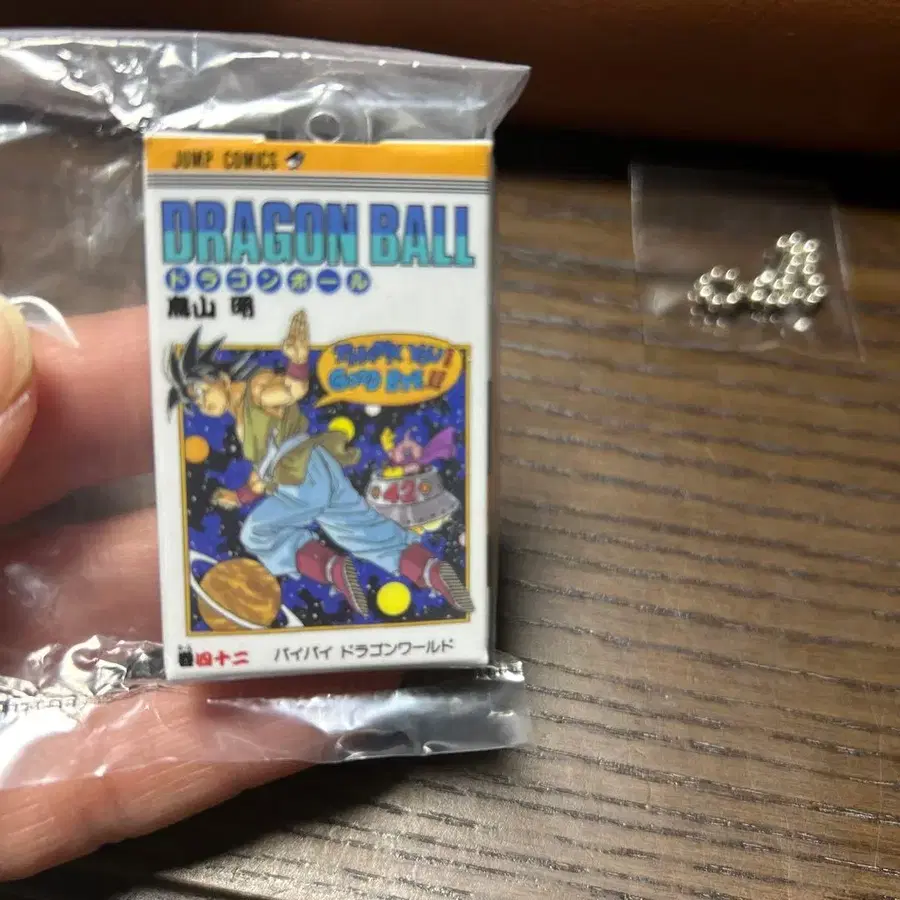 JUMP COMICS
DRAGON BALL
ドラゴンボール
鳥山 明
THANK YOU!
GOOD BYE!!
42
巻四十二 バイバイ ドラゴンワールド